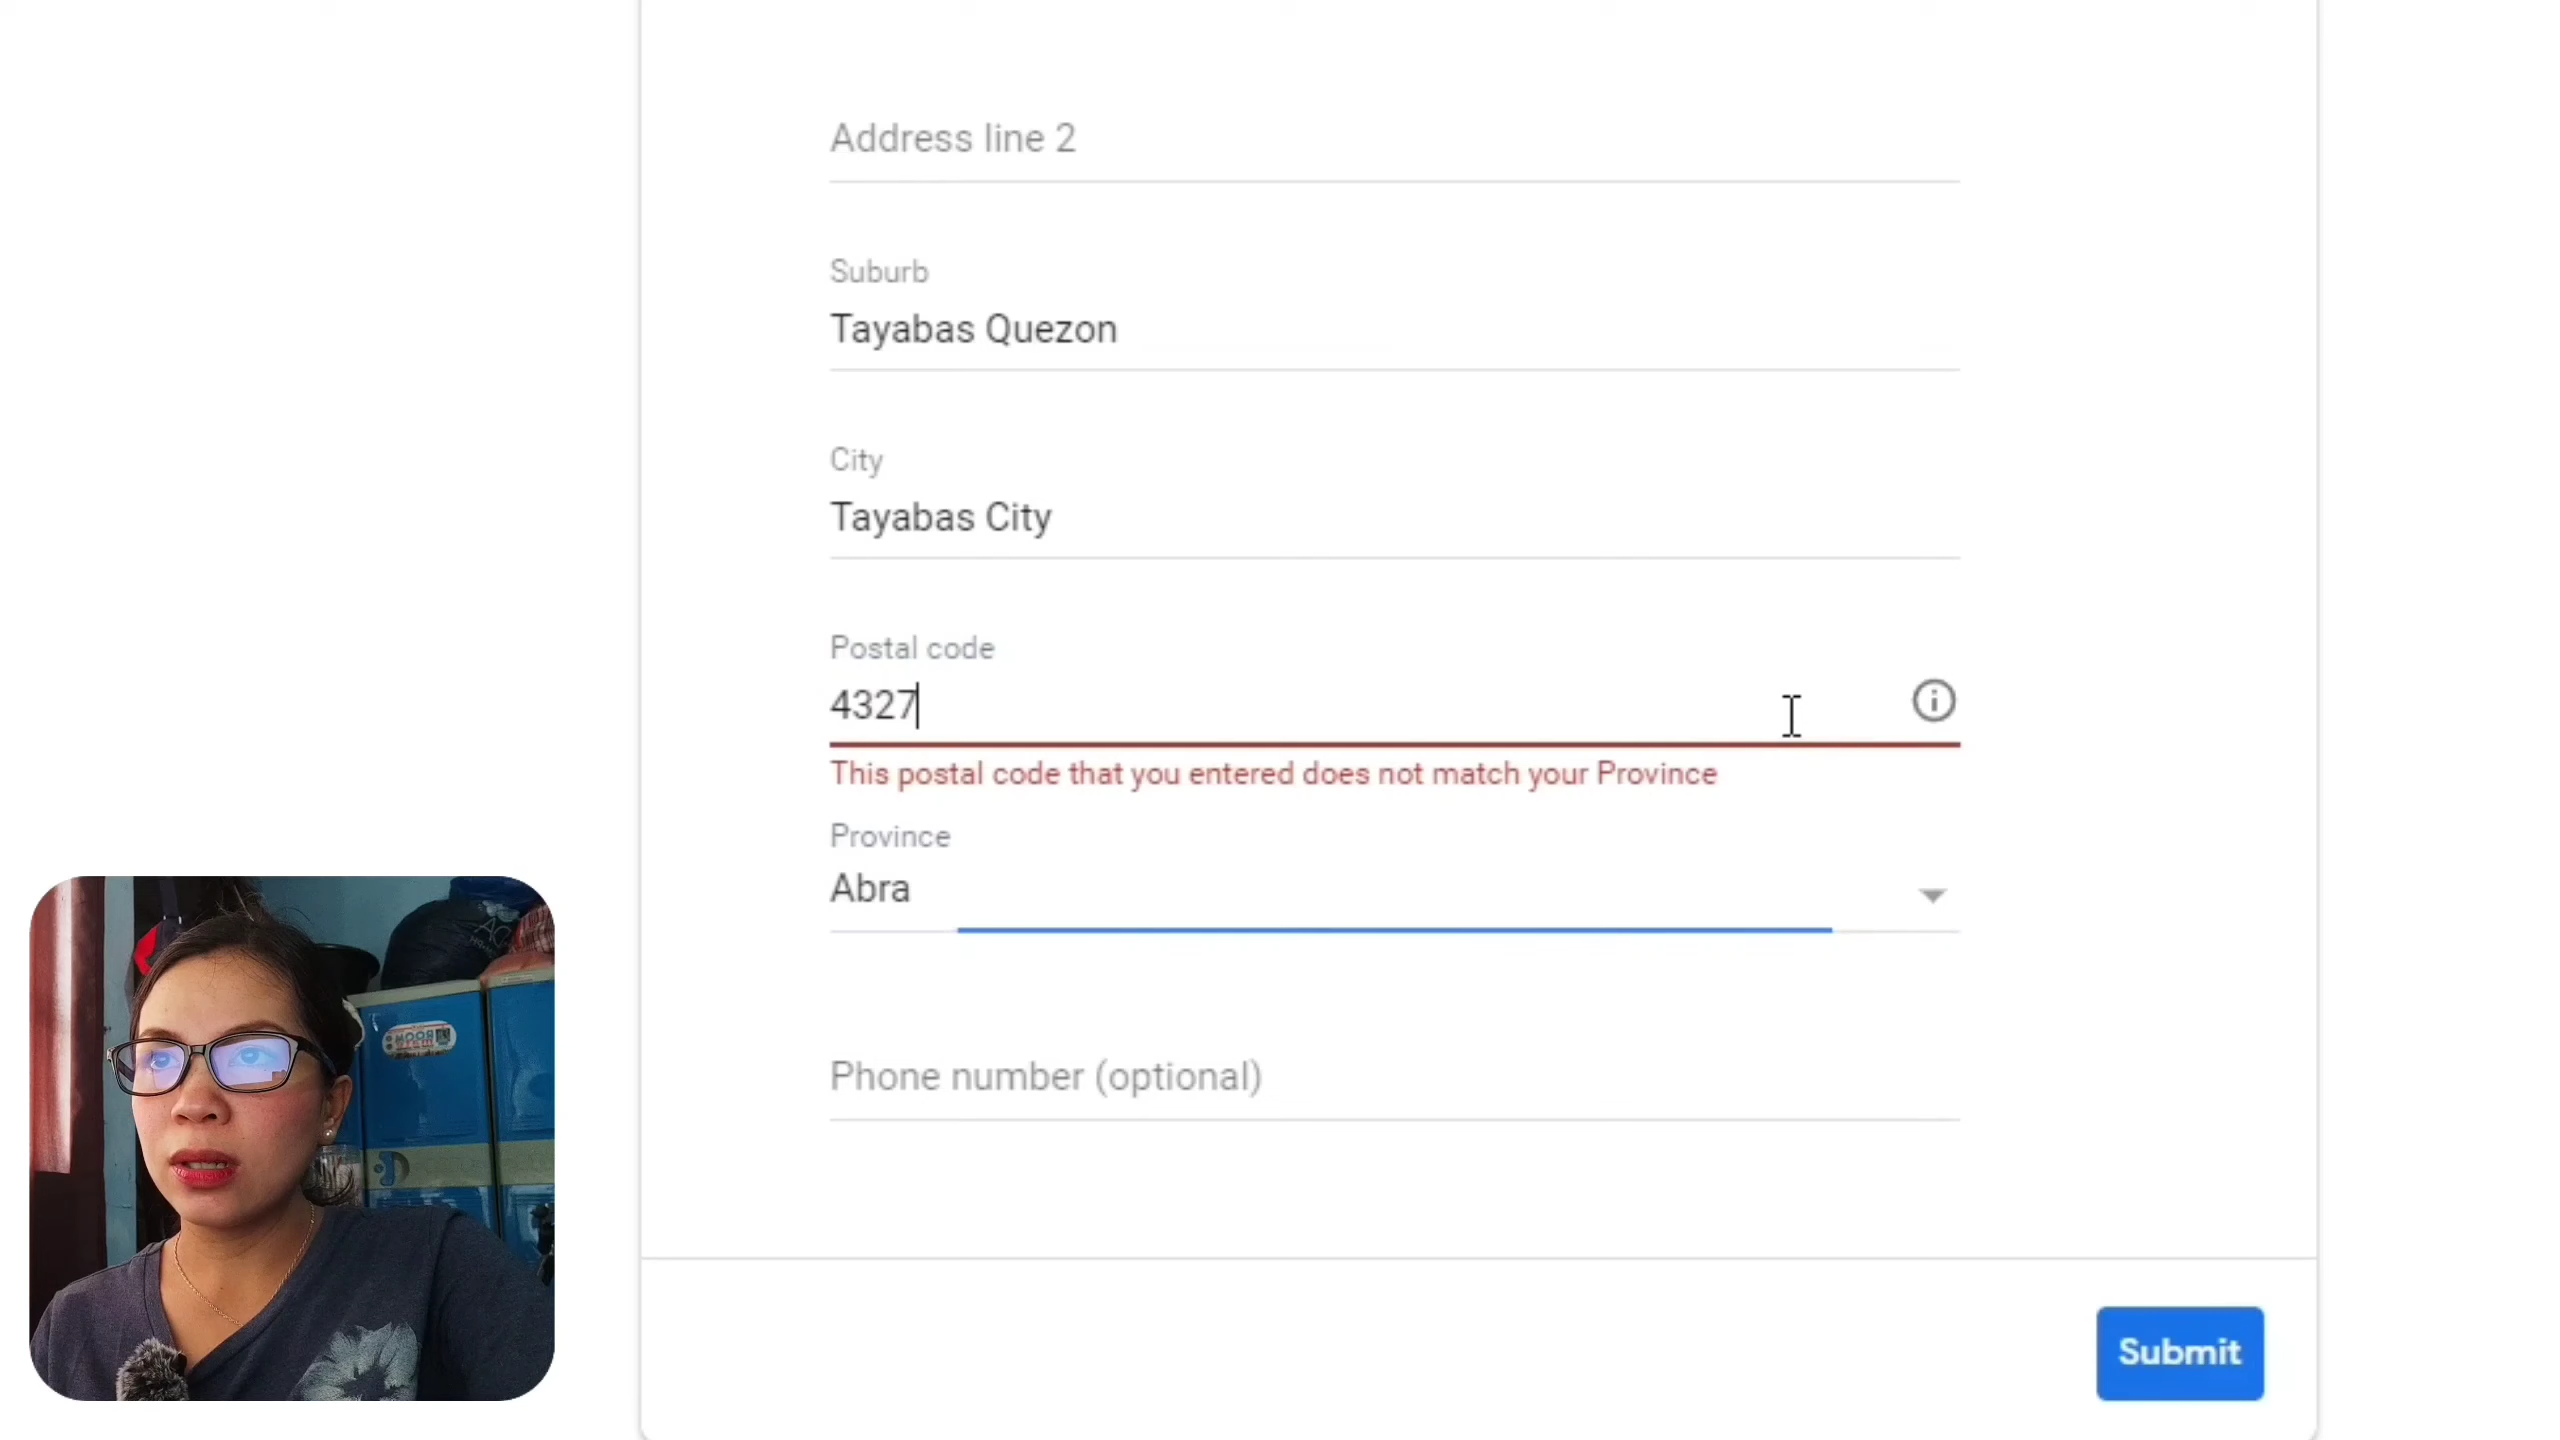 Address line 2
Suburb
Tayabas Quezon
City
Tayabas City
Postal code
4327
This postal code that you entered does not match your Province
Province
Abra
Phone number (optional)
Submit